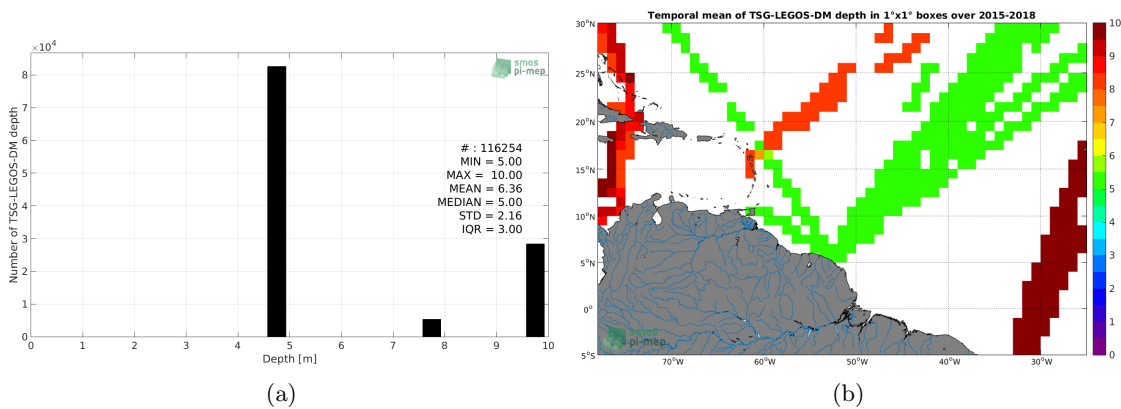 ×10⁴
9
8
7
6
5
4
3
2
1
0
Number of TSG-LEGOS-DM depth
smos
pi-mep
# : 116254
MIN = 5.00
MAX = 10.00
MEAN = 6.36
MEDIAN = 5.00
STD = 2.16
IQR = 3.00
0 1 2 3 4 5 6 7 8 9 10
Depth [m]
(a)
Temporal mean of TSG-LEGOS-DM depth in 1°x1° boxes over 2015-2018
30°N
25°N
20°N
15°N
10°N
5°N
0°
5°S
70°W 60°W 50°W 40°W 30°W
smos
pi-mep
10
9
8
7
6
5
4
3
2
1
0
(b)